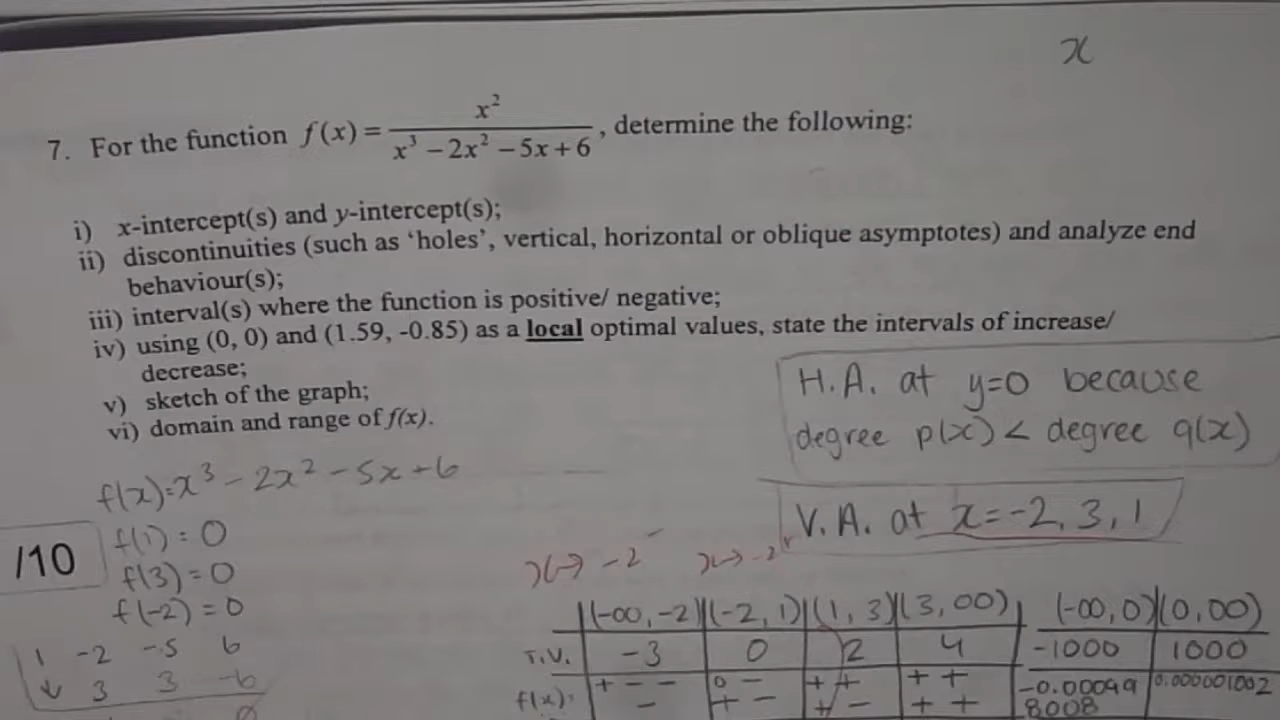 x
7. For the function f(x) = x² / (x³ − 2x² − 5x + 6), determine the following:
i) x-intercept(s) and y-intercept(s);
ii) discontinuities (such as ‘holes’, vertical, horizontal or oblique asymptotes) and analyze end
behaviour(s);
iii) interval(s) where the function is positive/ negative;
iv) using (0, 0) and (1.59, -0.85) as a local optimal values, state the intervals of increase/
decrease;
v) sketch of the graph;
vi) domain and range of f(x).
H.A. at y=0 because
degree p(x) < degree q(x)
V.A. at x=-2, 3, 1
f(x)=x³-2x²-5x+6
/10
f(1)=0
f(3)=0
f(-2)=0
x→-2⁻ x→-2⁺
1 -2 -5 6
↓ 3 3 -6
0
(-∞,-2) (-2,1) (1,3) (3,∞) (-∞,0) (0,∞)
T.V. -3 0 2 4 -1000 1000
f(x): + - - 0 - + + + + -0.00099 0.000001002
- + - + - + + 8008